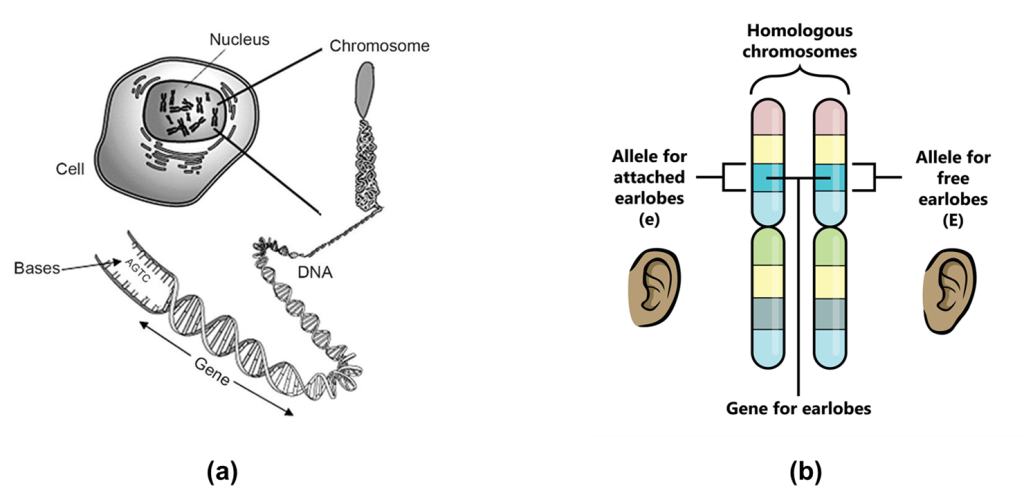 Nucleus
Chromosome
Cell
Bases
AGTC
DNA
Gene
(a)
Homologous
chromosomes
Allele for
attached
earlobes
(e)
Allele for
free
earlobes
(E)
Gene for earlobes
(b)